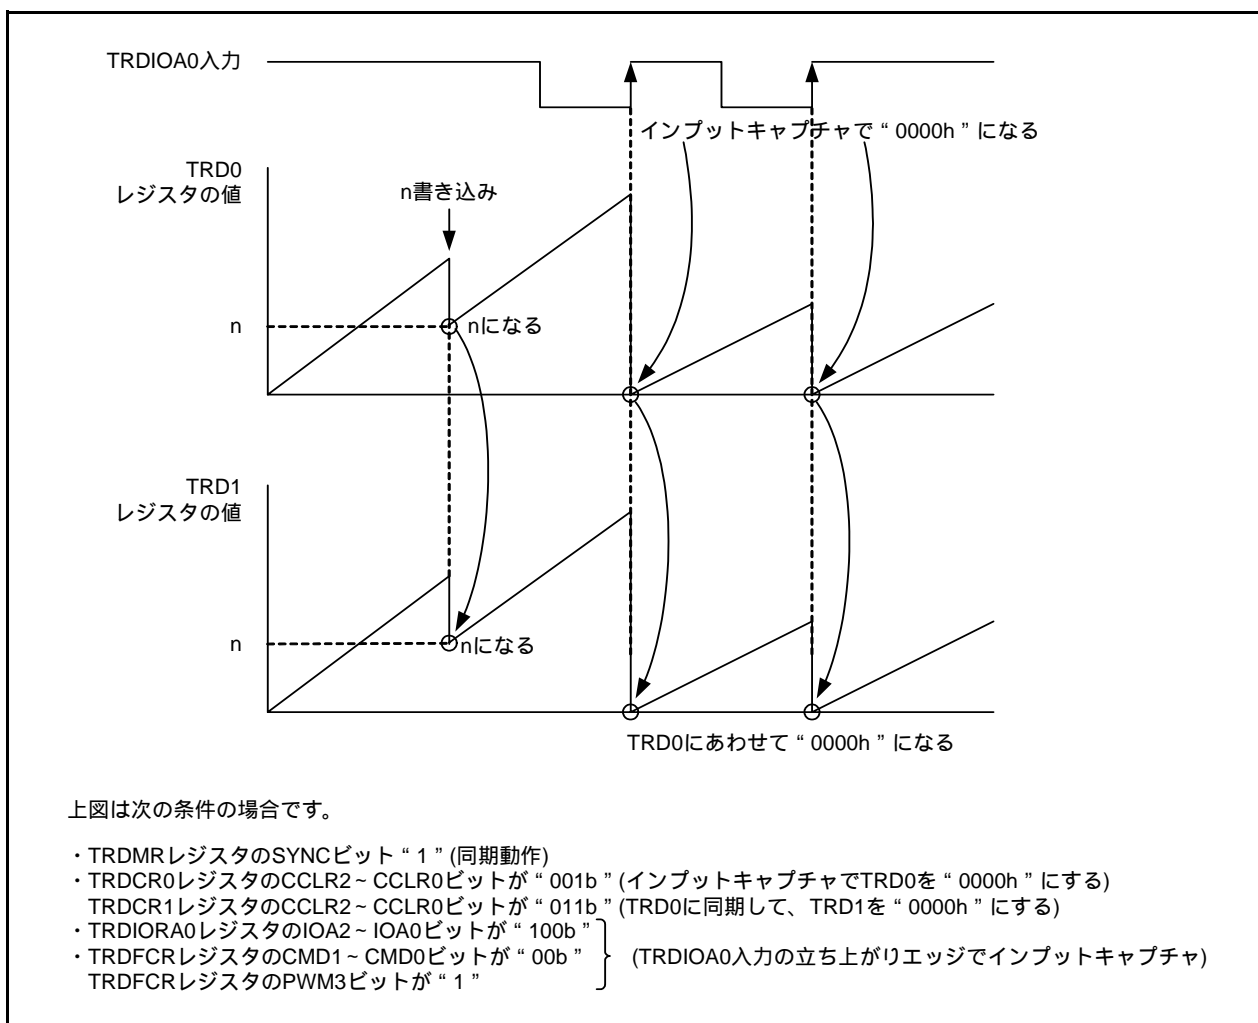 TRDIOA0入力
インプットキャプチャで“ 0000h ” になる
TRD0
レジスタの値
n書き込み
n
nになる
TRD1
レジスタの値
n
nになる
TRD0にあわせて“ 0000h ” になる
上図は次の条件の場合です。
・TRDMRレジスタのSYNCビット“ 1 ” (同期動作)
・TRDCR0レジスタのCCLR2～CCLR0ビットが“ 001b ” (インプットキャプチャでTRD0を“ 0000h ” にする)
TRDCR1レジスタのCCLR2～CCLR0ビットが“ 011b ” (TRD0に同期して、TRD1を“ 0000h ” にする)
・TRDIORA0レジスタのIOA2～IOA0ビットが“ 100b ”
・TRDFCRレジスタのCMD1～CMD0ビットが“ 00b ” (TRDIOA0入力の立ち上がりエッジでインプットキャプチャ)
TRDFCRレジスタのPWM3ビットが“ 1 ”